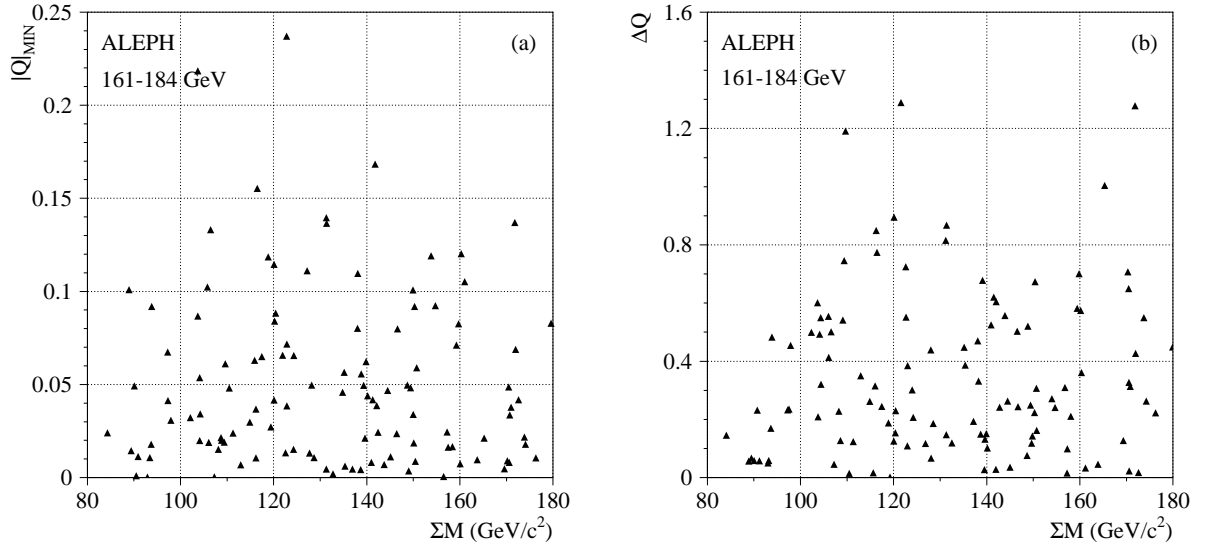 |Q|MIN
0.25
0.2
0.15
0.1
0.05
0
ALEPH
161-184 GeV
(a)
80 100 120 140 160 180
ΣM (GeV/c²)
ΔQ
1.6
1.2
0.8
0.4
0
ALEPH
161-184 GeV
(b)
80 100 120 140 160 180
ΣM (GeV/c²)